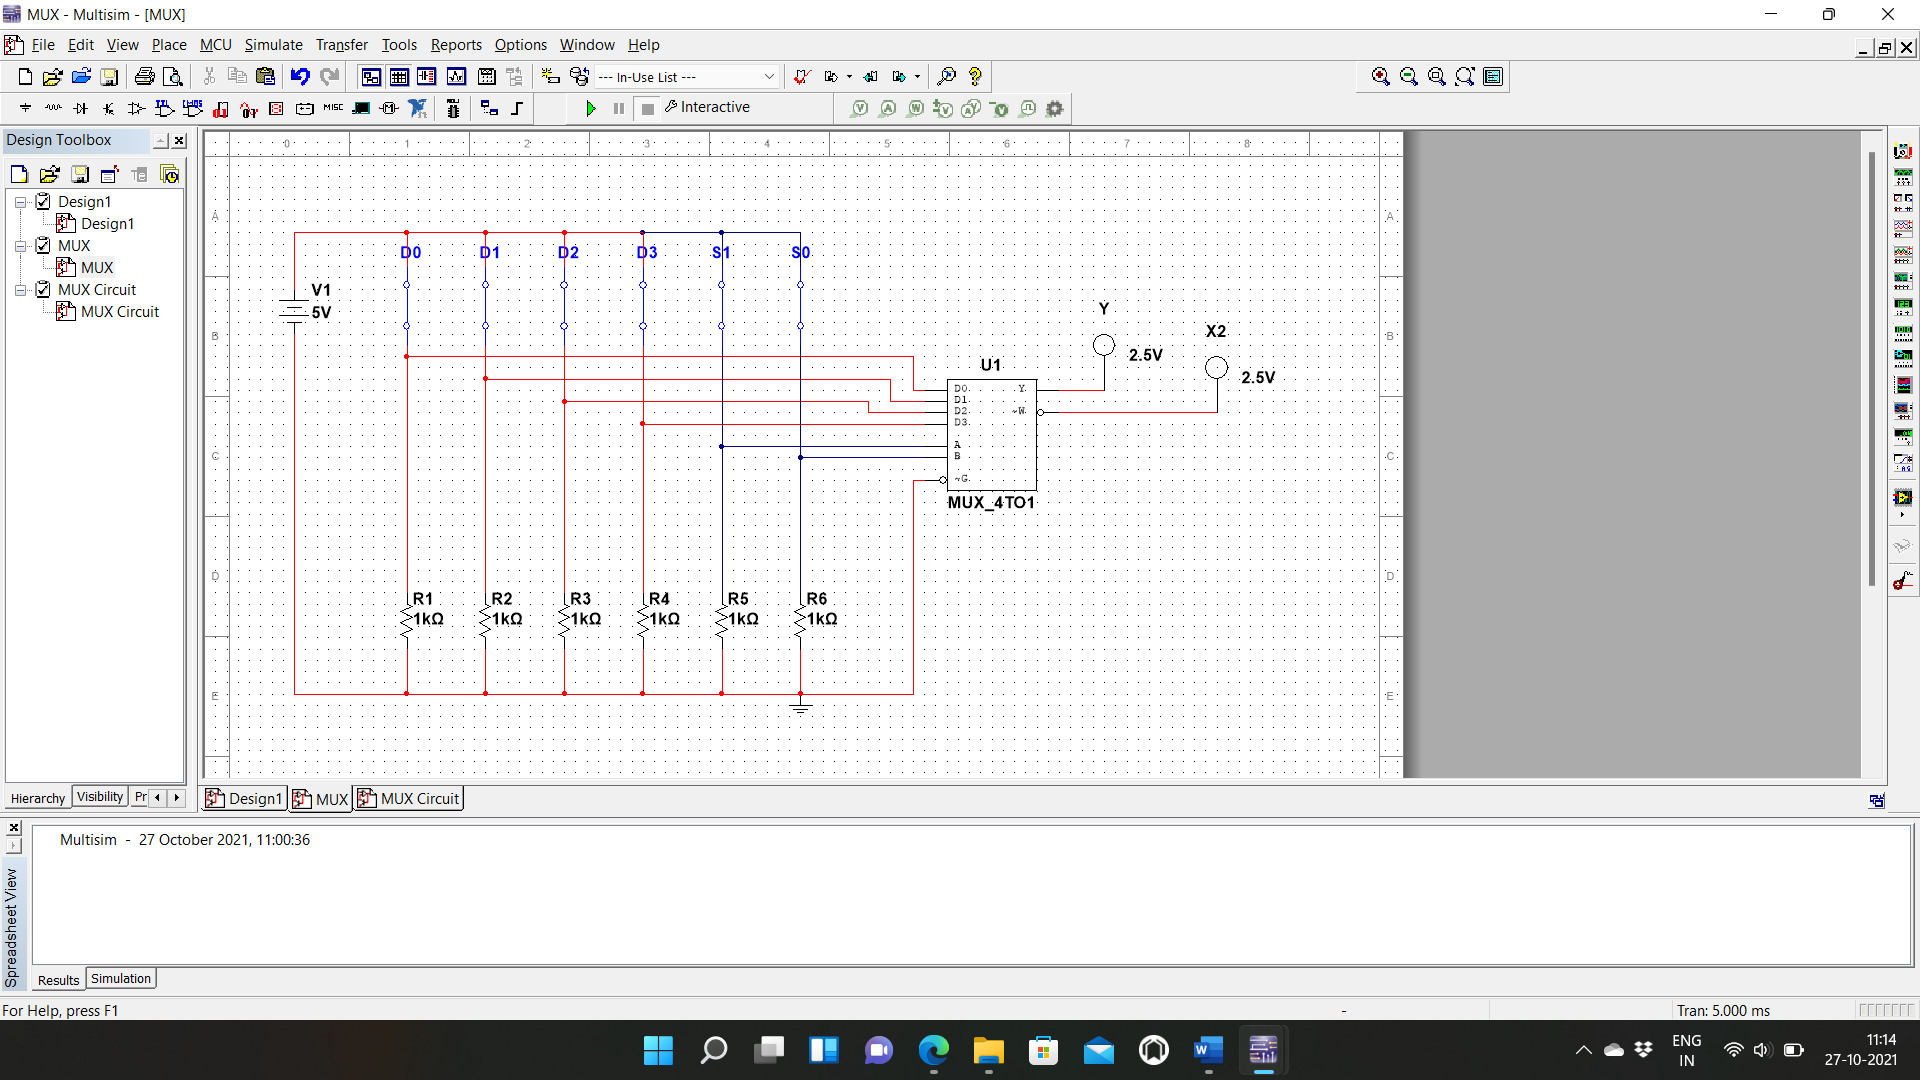 MUX - Multisim - [MUX]
File Edit View Place MCU Simulate Transfer Tools Reports Options Window Help
--- In-Use List ---
MISC
Interactive
Design Toolbox
Design1
Design1
MUX
MUX
MUX Circuit
MUX Circuit
Hierarchy Visibility Pr
0 1 2 3 4 5 6 7 8
A A
B B
C C
D D
E E
D0 D1 D2 D3 S1 S0
V1
5V
Y
2.5V
X2
2.5V
U1
D0 Y
D1
D2 ~W
D3
A
B
~G
MUX_4TO1
R1 R2 R3 R4 R5 R6
1kΩ 1kΩ 1kΩ 1kΩ 1kΩ 1kΩ
Design1 MUX MUX Circuit
Spreadsheet View
Multisim - 27 October 2021, 11:00:36
Results Simulation
For Help, press F1
-
Tran: 5.000 ms
ENG
IN
11:14
27-10-2021